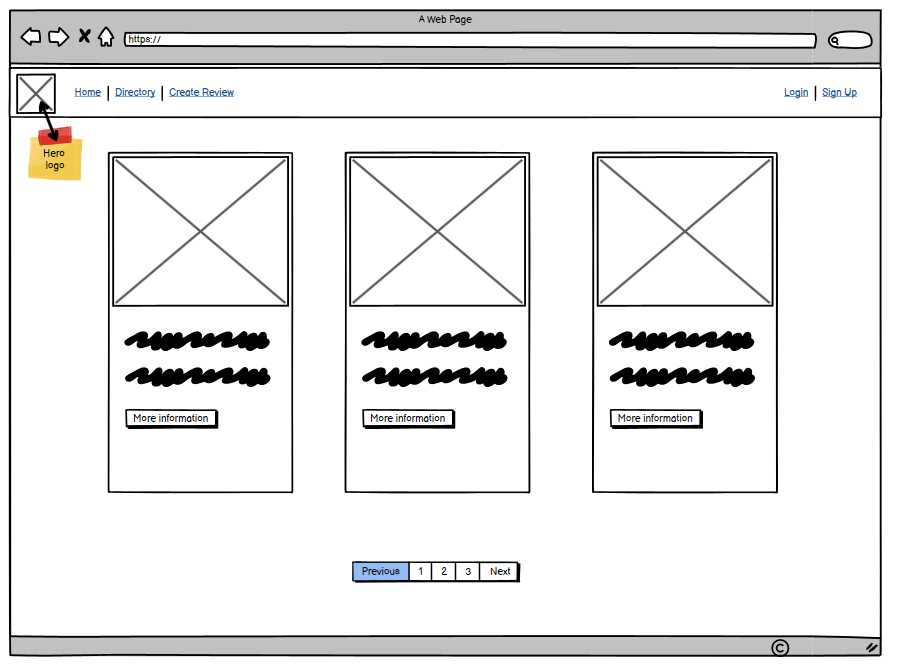 A Web Page
https://
Home | Directory | Create Review
Login | Sign Up
Hero
logo
More information
More information
More information
Previous 1 2 3 Next
©